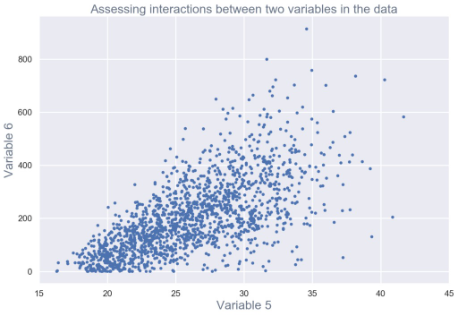 Assessing interactions between two variables in the data
Variable 6
800
600
400
200
0
15 20 25 30 35 40 45
Variable 5